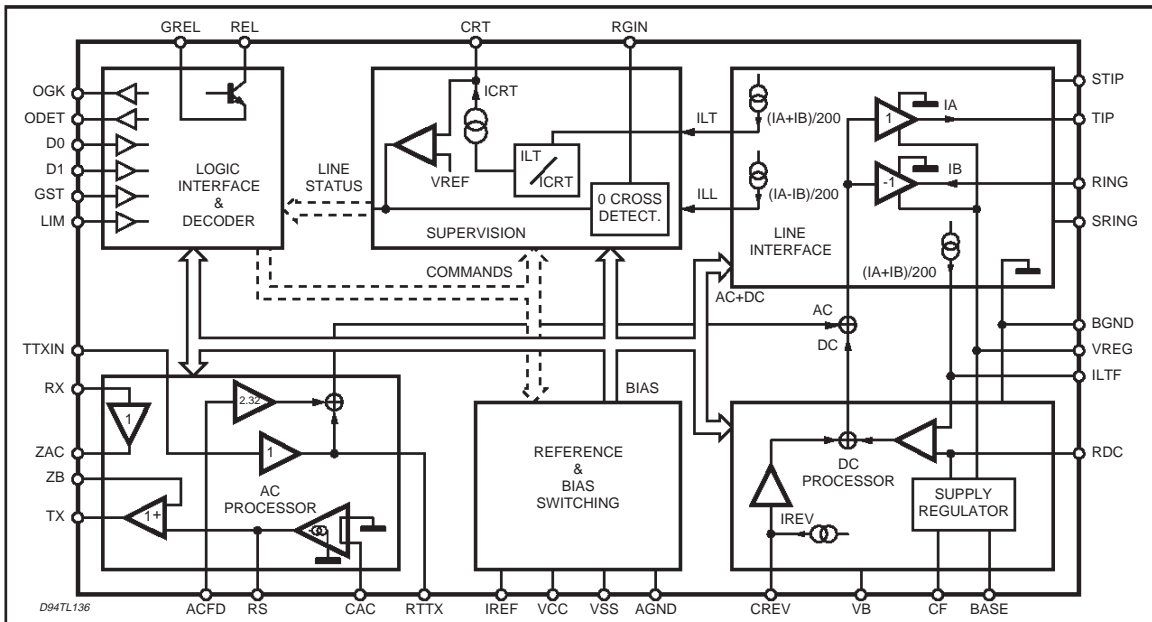 GREL
REL
CRT
RGIN
OGK
ODET
D0
D1
GST
LIM
LOGIC
INTERFACE
&
DECODER
LINE
STATUS
ICRT
VREF
ILT
ICRT
0 CROSS
DETECT.
SUPERVISION
ILT
ILL
(IA+IB)/200
(IA-IB)/200
LINE
INTERFACE
1
IA
-1
IB
(IA+IB)/200
STIP
TIP
RING
SRING
COMMANDS
AC+DC
AC
DC
BGND
VREG
ILTF
RDC
TTXIN
RX
ZAC
ZB
TX
1
2.32
1
AC
PROCESSOR
1+
BIAS
REFERENCE
&
BIAS
SWITCHING
DC
PROCESSOR
IREV
SUPPLY
REGULATOR
D94TL136
ACFD
RS
CAC
RTTX
IREF
VCC
VSS
AGND
CREV
VB
CF
BASE